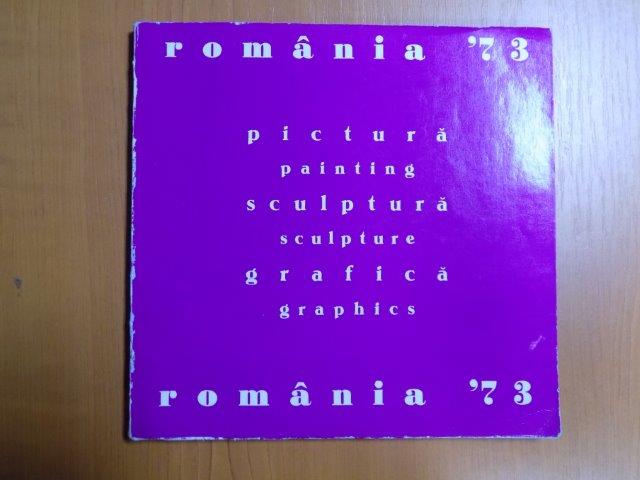 românia '73
pictură
painting
sculptură
sculpture
grafică
graphics
românia '73